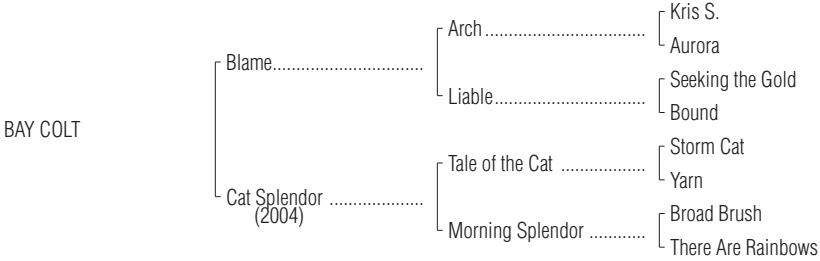 Kris S.
Arch ................................
Aurora
Blame..............................
Seeking the Gold
Liable..............................
Bound
BAY COLT
Storm Cat
Tale of the Cat .................
Yarn
Cat Splendor ...................
(2004)
Broad Brush
Morning Splendor ............
There Are Rainbows